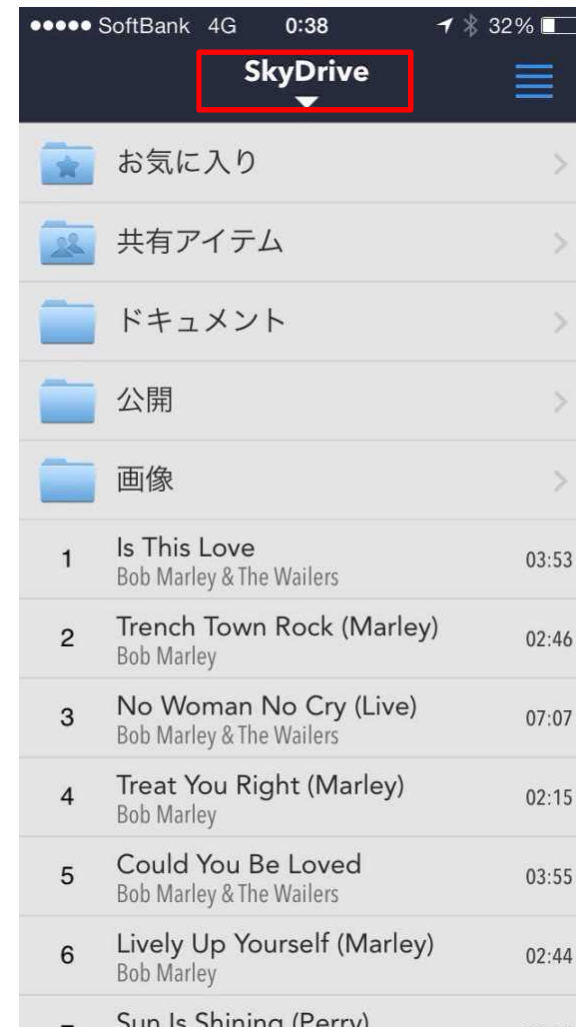 ●●●●● SoftBank 4G 0:38 32%
SkyDrive
お気に入り
共有アイテム
ドキュメント
公開
画像
1 Is This Love 03:53
Bob Marley & The Wailers
2 Trench Town Rock (Marley) 02:46
Bob Marley
3 No Woman No Cry (Live) 07:07
Bob Marley & The Wailers
4 Treat You Right (Marley) 02:15
Bob Marley
5 Could You Be Loved 03:55
Bob Marley & The Wailers
6 Lively Up Yourself (Marley) 02:44
Bob Marley
Sun Is Shining (Perry)